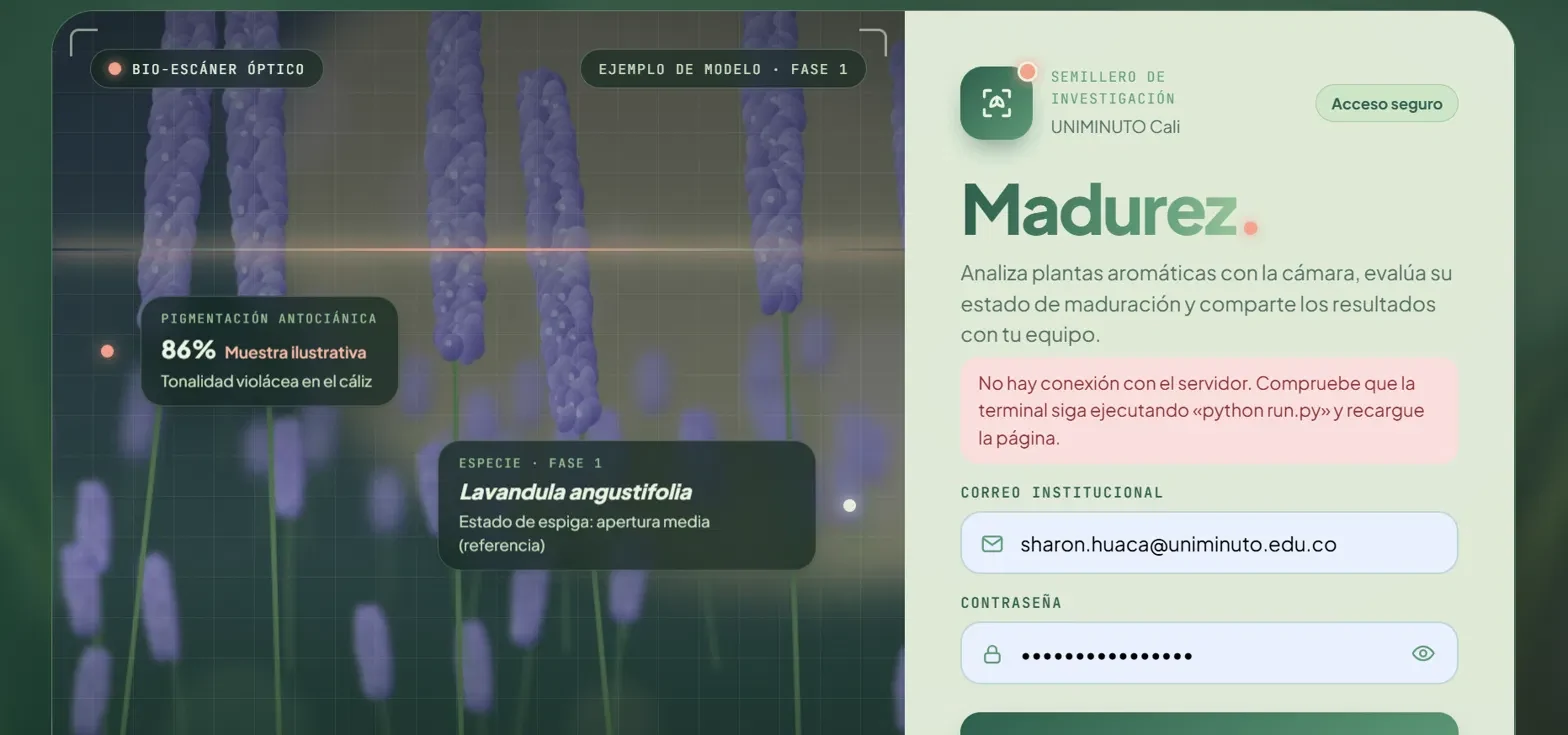 BIO-ESCÁNER ÓPTICO
EJEMPLO DE MODELO · FASE 1
PIGMENTACIÓN ANTOCIÁNICA
86% Muestra ilustrativa
Tonalidad violácea en el cáliz
ESPECIE · FASE 1
Lavandula angustifolia
Estado de espiga: apertura media
(referencia)
SEMILLERO DE
INVESTIGACIÓN
UNIMINUTO Cali
Acceso seguro
Madurez.
Analiza plantas aromáticas con la cámara, evalúa su
estado de maduración y comparte los resultados
con tu equipo.
No hay conexión con el servidor. Compruebe que la
terminal siga ejecutando «python run.py» y recargue
la página.
CORREO INSTITUCIONAL
sharon.huaca@uniminuto.edu.co
CONTRASEÑA
••••••••••••••••